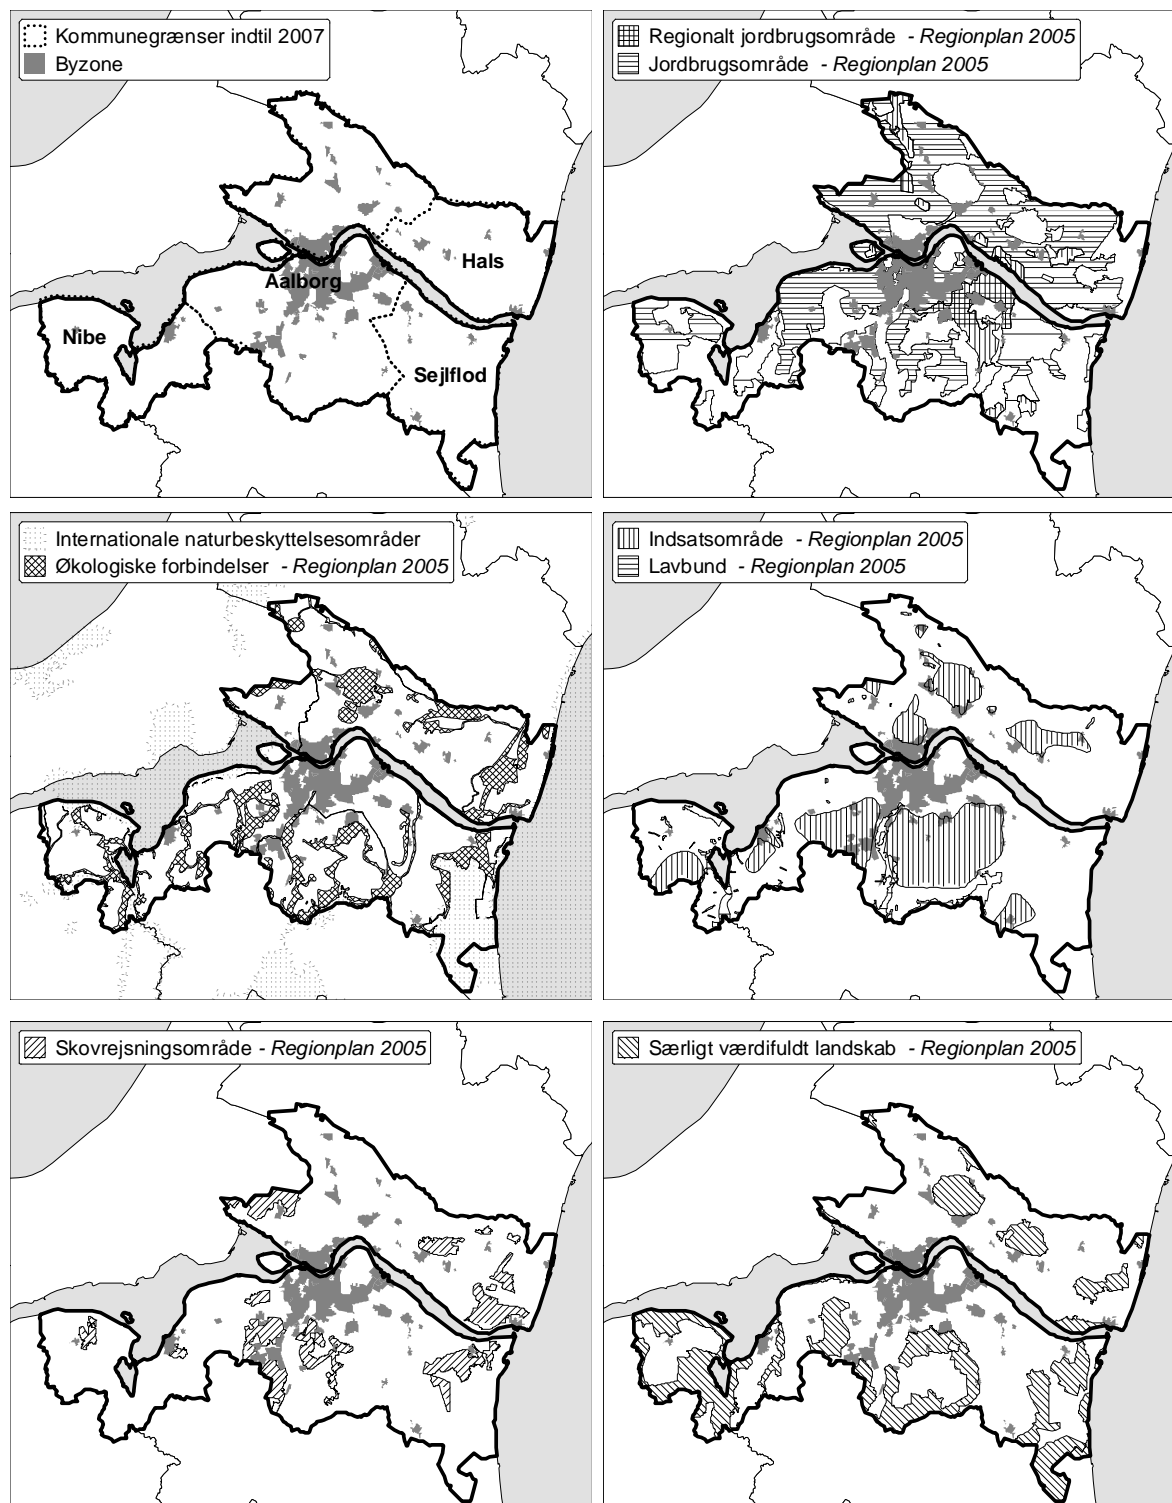 Kommunegrænser indtil 2007
Byzone
Aalborg
Hals
Nibe
Sejlflod
Regionalt jordbrugsområde - Regionplan 2005
Jordbrugsområde - Regionplan 2005
Internationale naturbeskyttelsesområder
Økologiske forbindelser - Regionplan 2005
Indsatsområde - Regionplan 2005
Lavbund - Regionplan 2005
Skovrejsningsområde - Regionplan 2005
Særligt værdifuldt landskab - Regionplan 2005